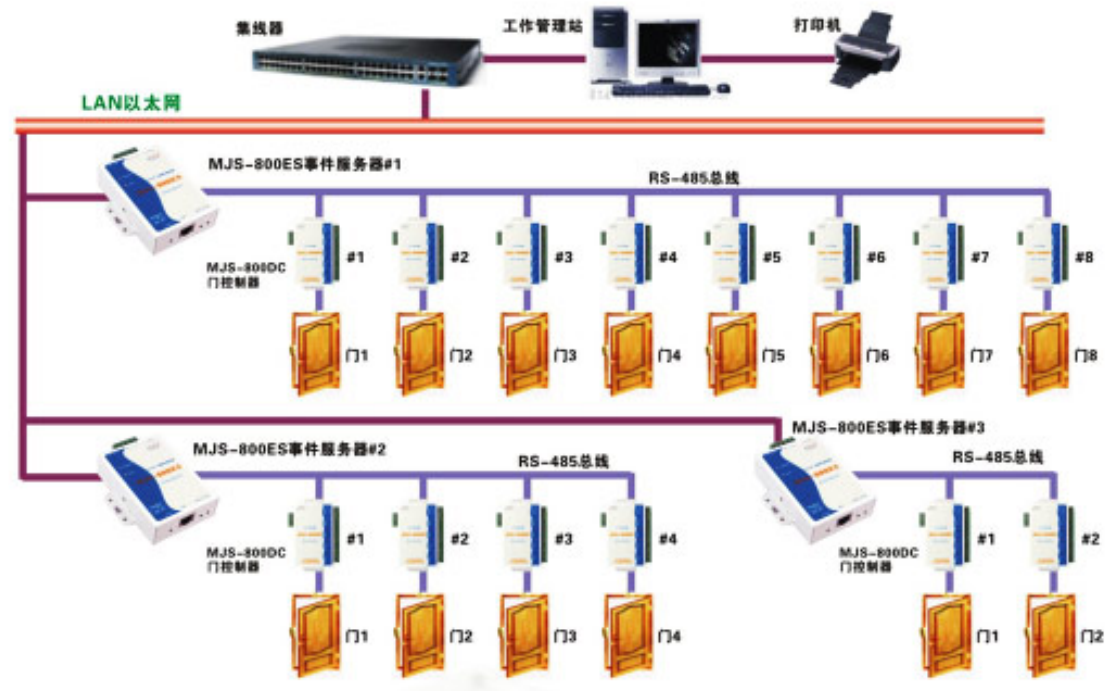 集线器
工作管理站
打印机
LAN以太网
MJS-800ES事件服务器#1
RS-485总线
MJS-800DC
门控制器
#1
#2
#3
#4
#5
#6
#7
#8
门1
门2
门3
门4
门5
门6
门7
门8
MJS-800ES事件服务器#2
RS-485总线
MJS-800DC
门控制器
#1
#2
#3
#4
门1
门2
门3
门4
MJS-800ES事件服务器#3
RS-485总线
MJS-800DC
门控制器
#1
#2
门1
门2